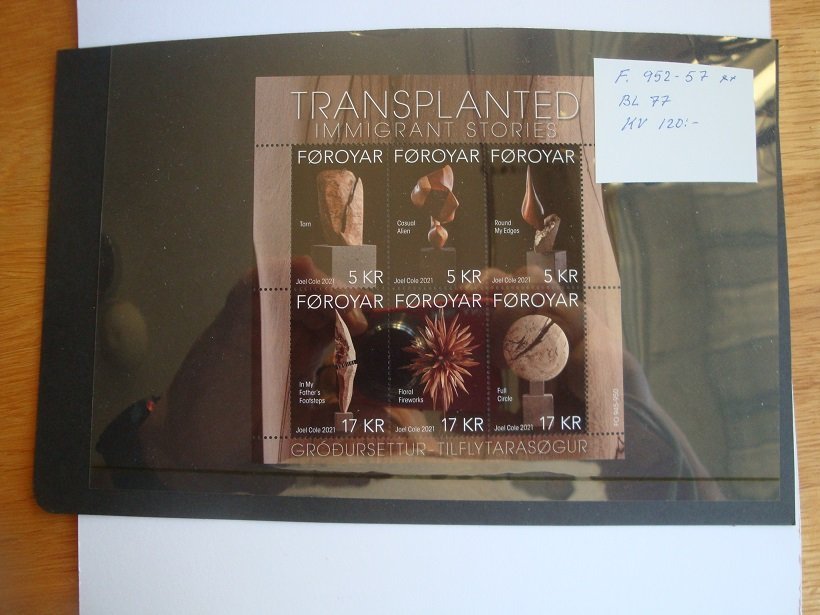 TRANSPLANTED
IMMIGRANT STORIES
FØROYAR
Torn
5 KR
Joel Cole 2021
FØROYAR
Casual
Alien
5 KR
Joel Cole 2021
FØROYAR
Round
My Edges
5 KR
Joel Cole 2021
FØROYAR
In My
Father's
Footsteps
17 KR
Joel Cole 2021
FØROYAR
Floral
Fireworks
17 KR
Joel Cole 2021
FØROYAR
Full
Circle
17 KR
Joel Cole 2021
GRÓÐURSETTUR - TILFLYTARASØGUR
F. 952-57 **
BL 77
KV 120:-